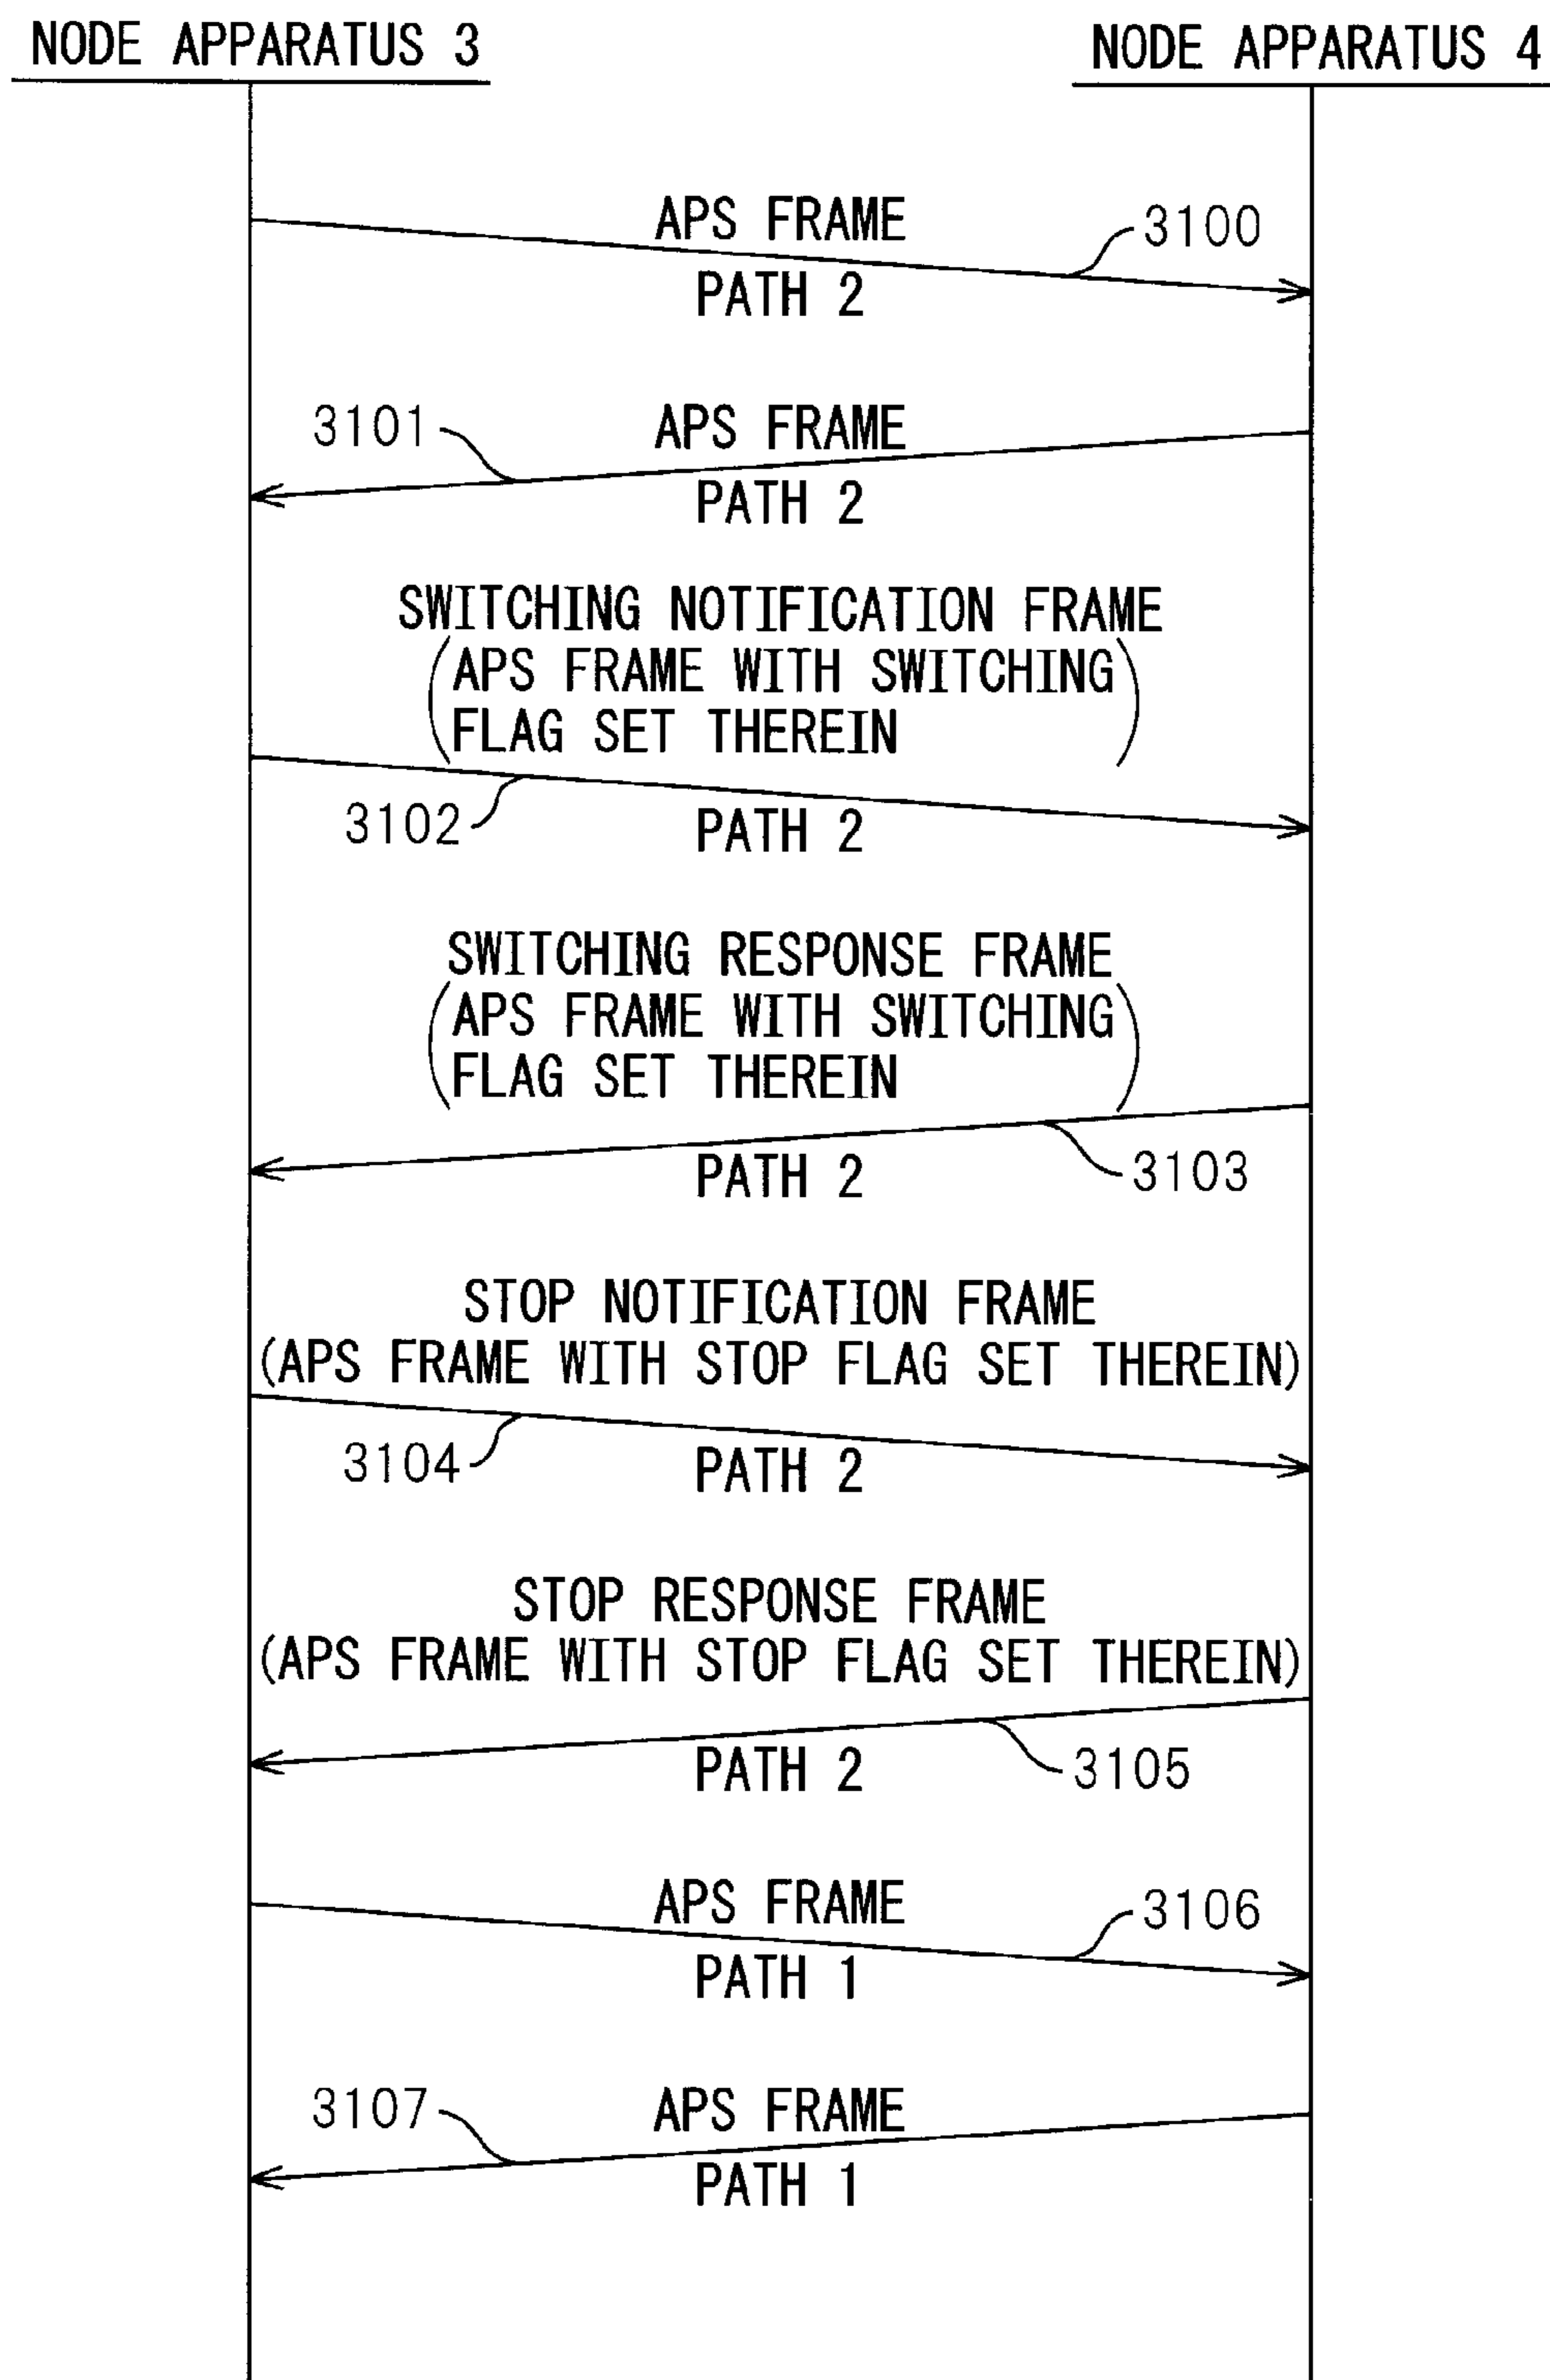 NODE APPARATUS 3
NODE APPARATUS 4
APS FRAME
3100
PATH 2
3101
APS FRAME
PATH 2
SWITCHING NOTIFICATION FRAME
(APS FRAME WITH SWITCHING
FLAG SET THEREIN)
3102
PATH 2
SWITCHING RESPONSE FRAME
(APS FRAME WITH SWITCHING
FLAG SET THEREIN)
PATH 2
3103
STOP NOTIFICATION FRAME
(APS FRAME WITH STOP FLAG SET THEREIN)
3104
PATH 2
STOP RESPONSE FRAME
(APS FRAME WITH STOP FLAG SET THEREIN)
PATH 2
3105
APS FRAME
3106
PATH 1
3107
APS FRAME
PATH 1